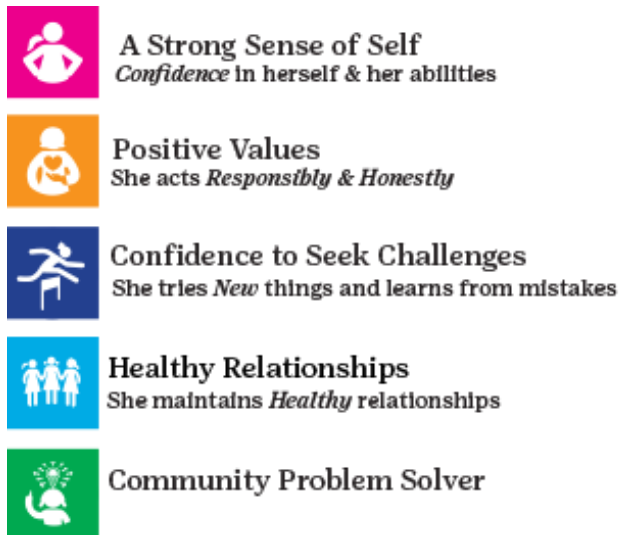 A Strong Sense of Self
Confidence in herself & her abilities
Positive Values
She acts Responsibly & Honestly
Confidence to Seek Challenges
She tries New things and learns from mistakes
Healthy Relationships
She maintains Healthy relationships
Community Problem Solver